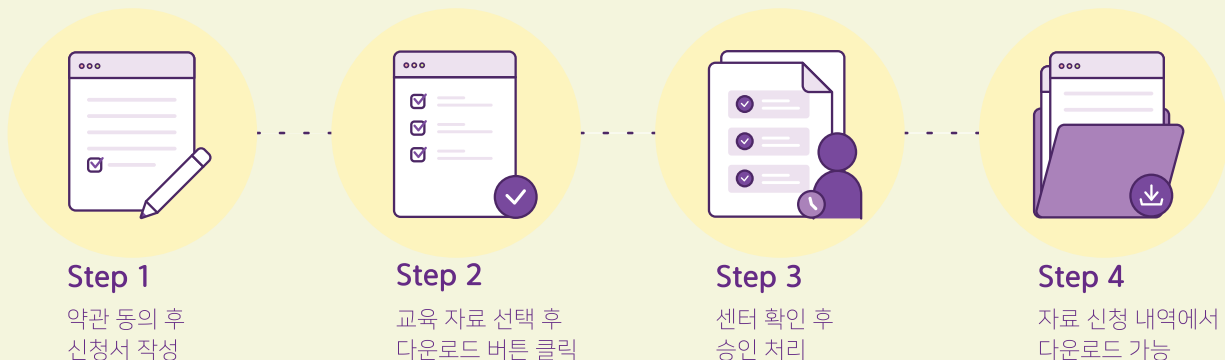 Step 1
약관 동의 후
신청서 작성
Step 2
교육 자료 선택 후
다운로드 버튼 클릭
Step 3
센터 확인 후
승인 처리
Step 4
자료 신청 내역에서
다운로드 가능